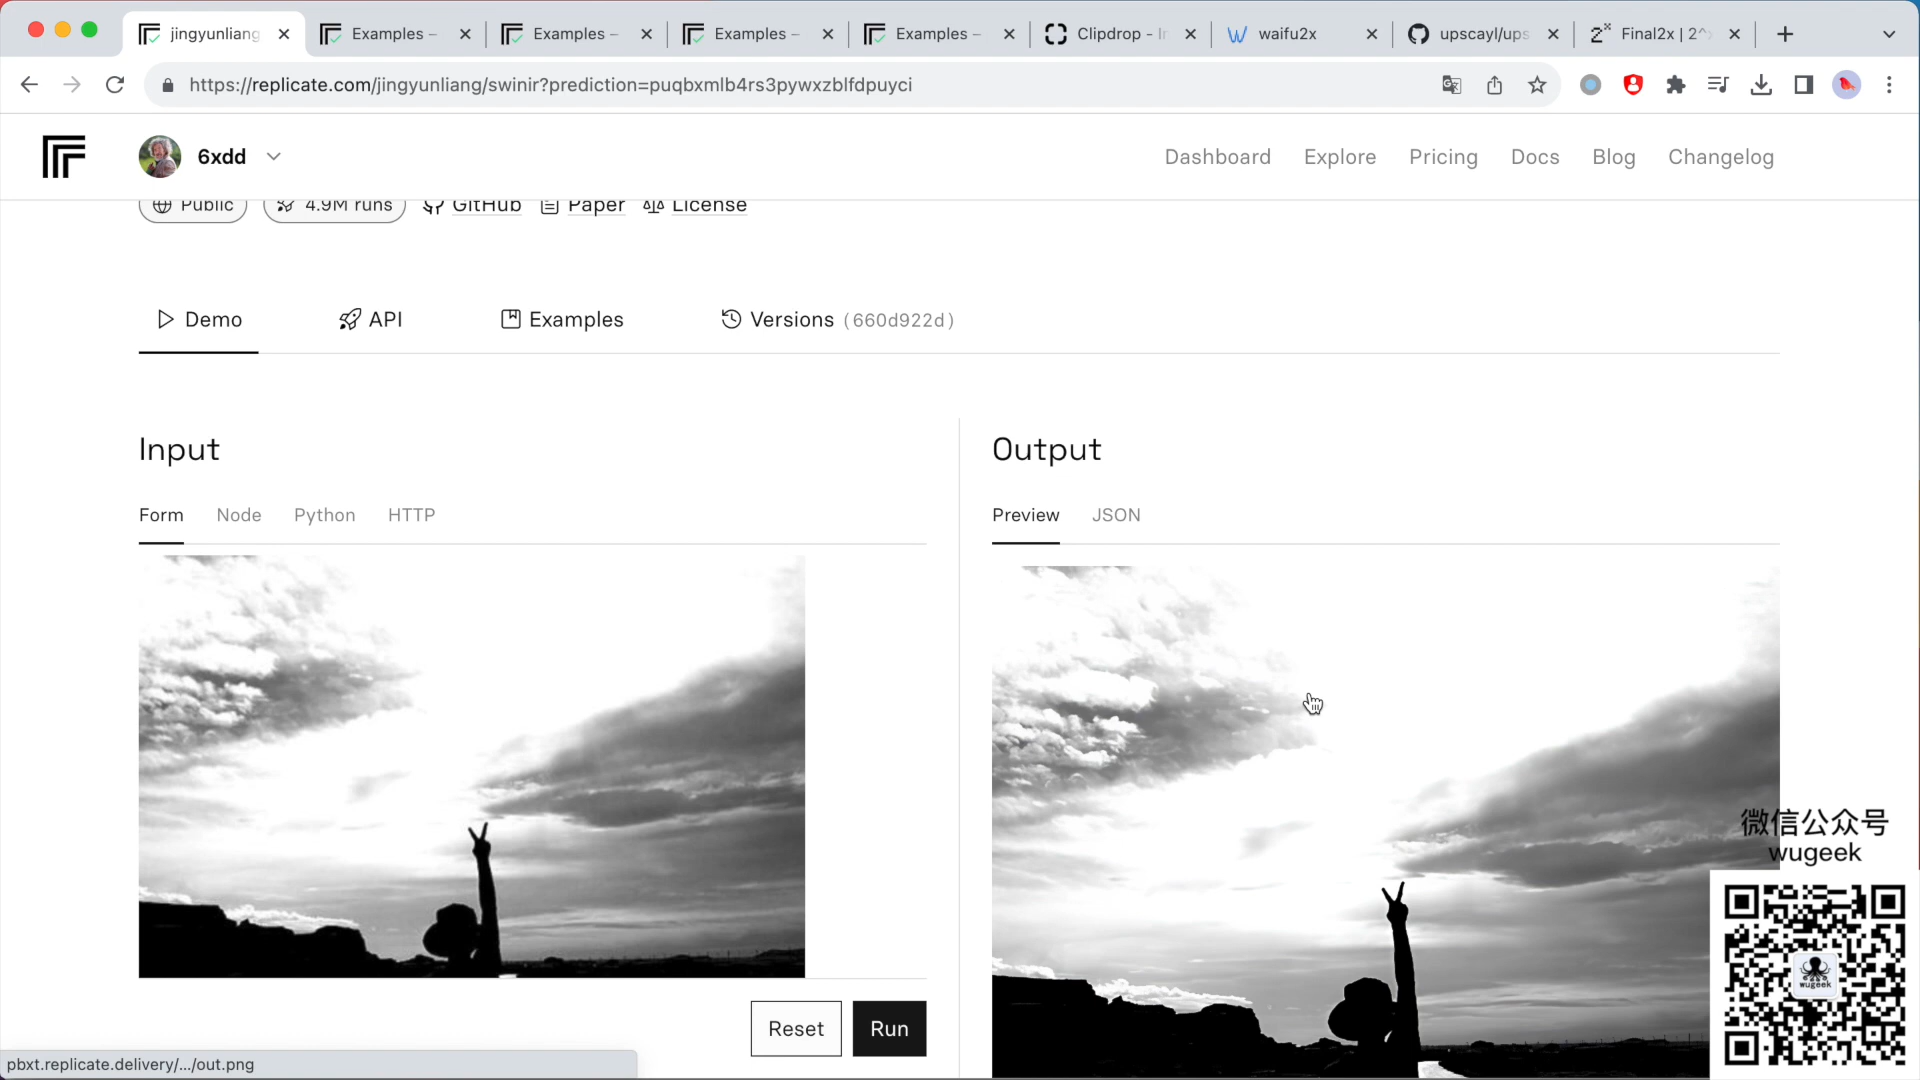 jingyunliang
Examples –
Examples –
Examples –
Examples –
Clipdrop - I
waifu2x
upscayl/ups
Final2x | 2^
https://replicate.com/jingyunliang/swinir?prediction=puqbxmlb4rs3pywxzblfdpuyci
6xdd
Dashboard
Explore
Pricing
Docs
Blog
Changelog
Public
4.9M runs
GitHub
Paper
License
Demo
API
Examples
Versions (660d922d)
Input
Output
Form
Node
Python
HTTP
Preview
JSON
微信公众号
wugeek
wugeek
Reset
Run
pbxt.replicate.delivery/.../out.png